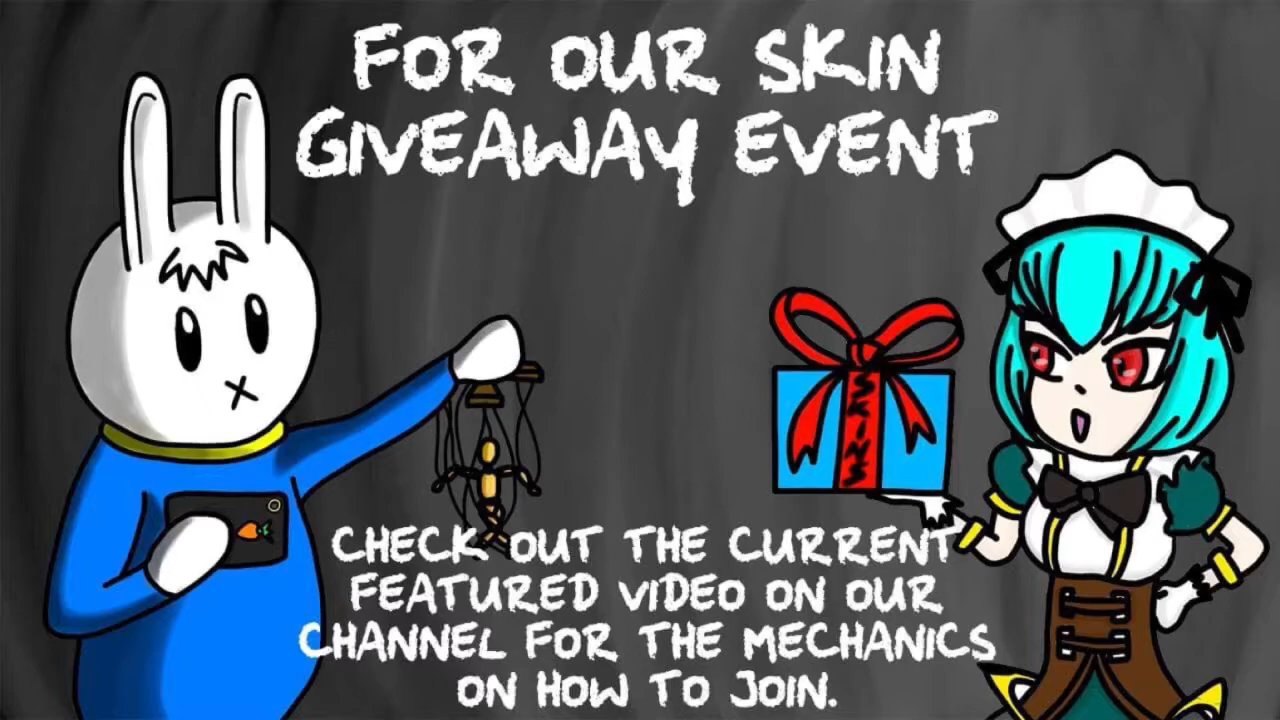 FOR OUR SKIN
GIVEAWAY EVENT
SKINS
CHECK OUT THE CURRENT
FEATURED VIDEO ON OUR
CHANNEL FOR THE MECHANICS
ON HOW TO JOIN.